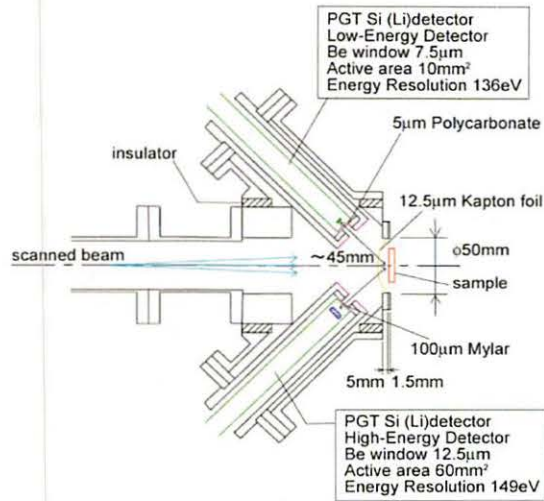 PGT Si (Li)detector
Low-Energy Detector
Be window 7.5μm
Active area 10mm²
Energy Resolution 136eV
5μm Polycarbonate
insulator
12.5μm Kapton foil
scanned beam
~45mm
φ50mm
sample
100μm Mylar
5mm 1.5mm
PGT Si (Li)detector
High-Energy Detector
Be window 12.5μm
Active area 60mm²
Energy Resolution 149eV